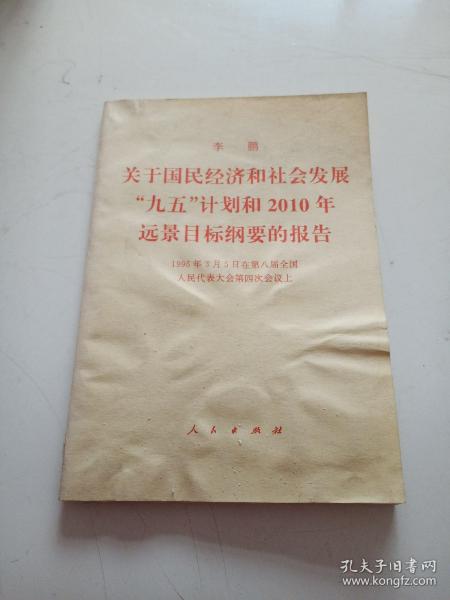 李 鹏
关于国民经济和社会发展
“九五”计划和2010年
远景目标纲要的报告
1996年3月5日在第八届全国
人民代表大会第四次会议上
人民出版社
孔夫子旧书网
www.kongfz.com